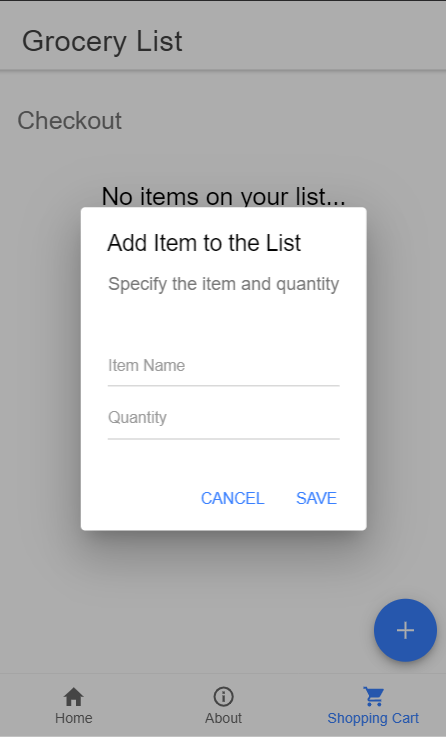 Grocery List
Checkout
No items on your list...
Add Item to the List
Specify the item and quantity
Item Name
Quantity
CANCEL SAVE
Home About Shopping Cart